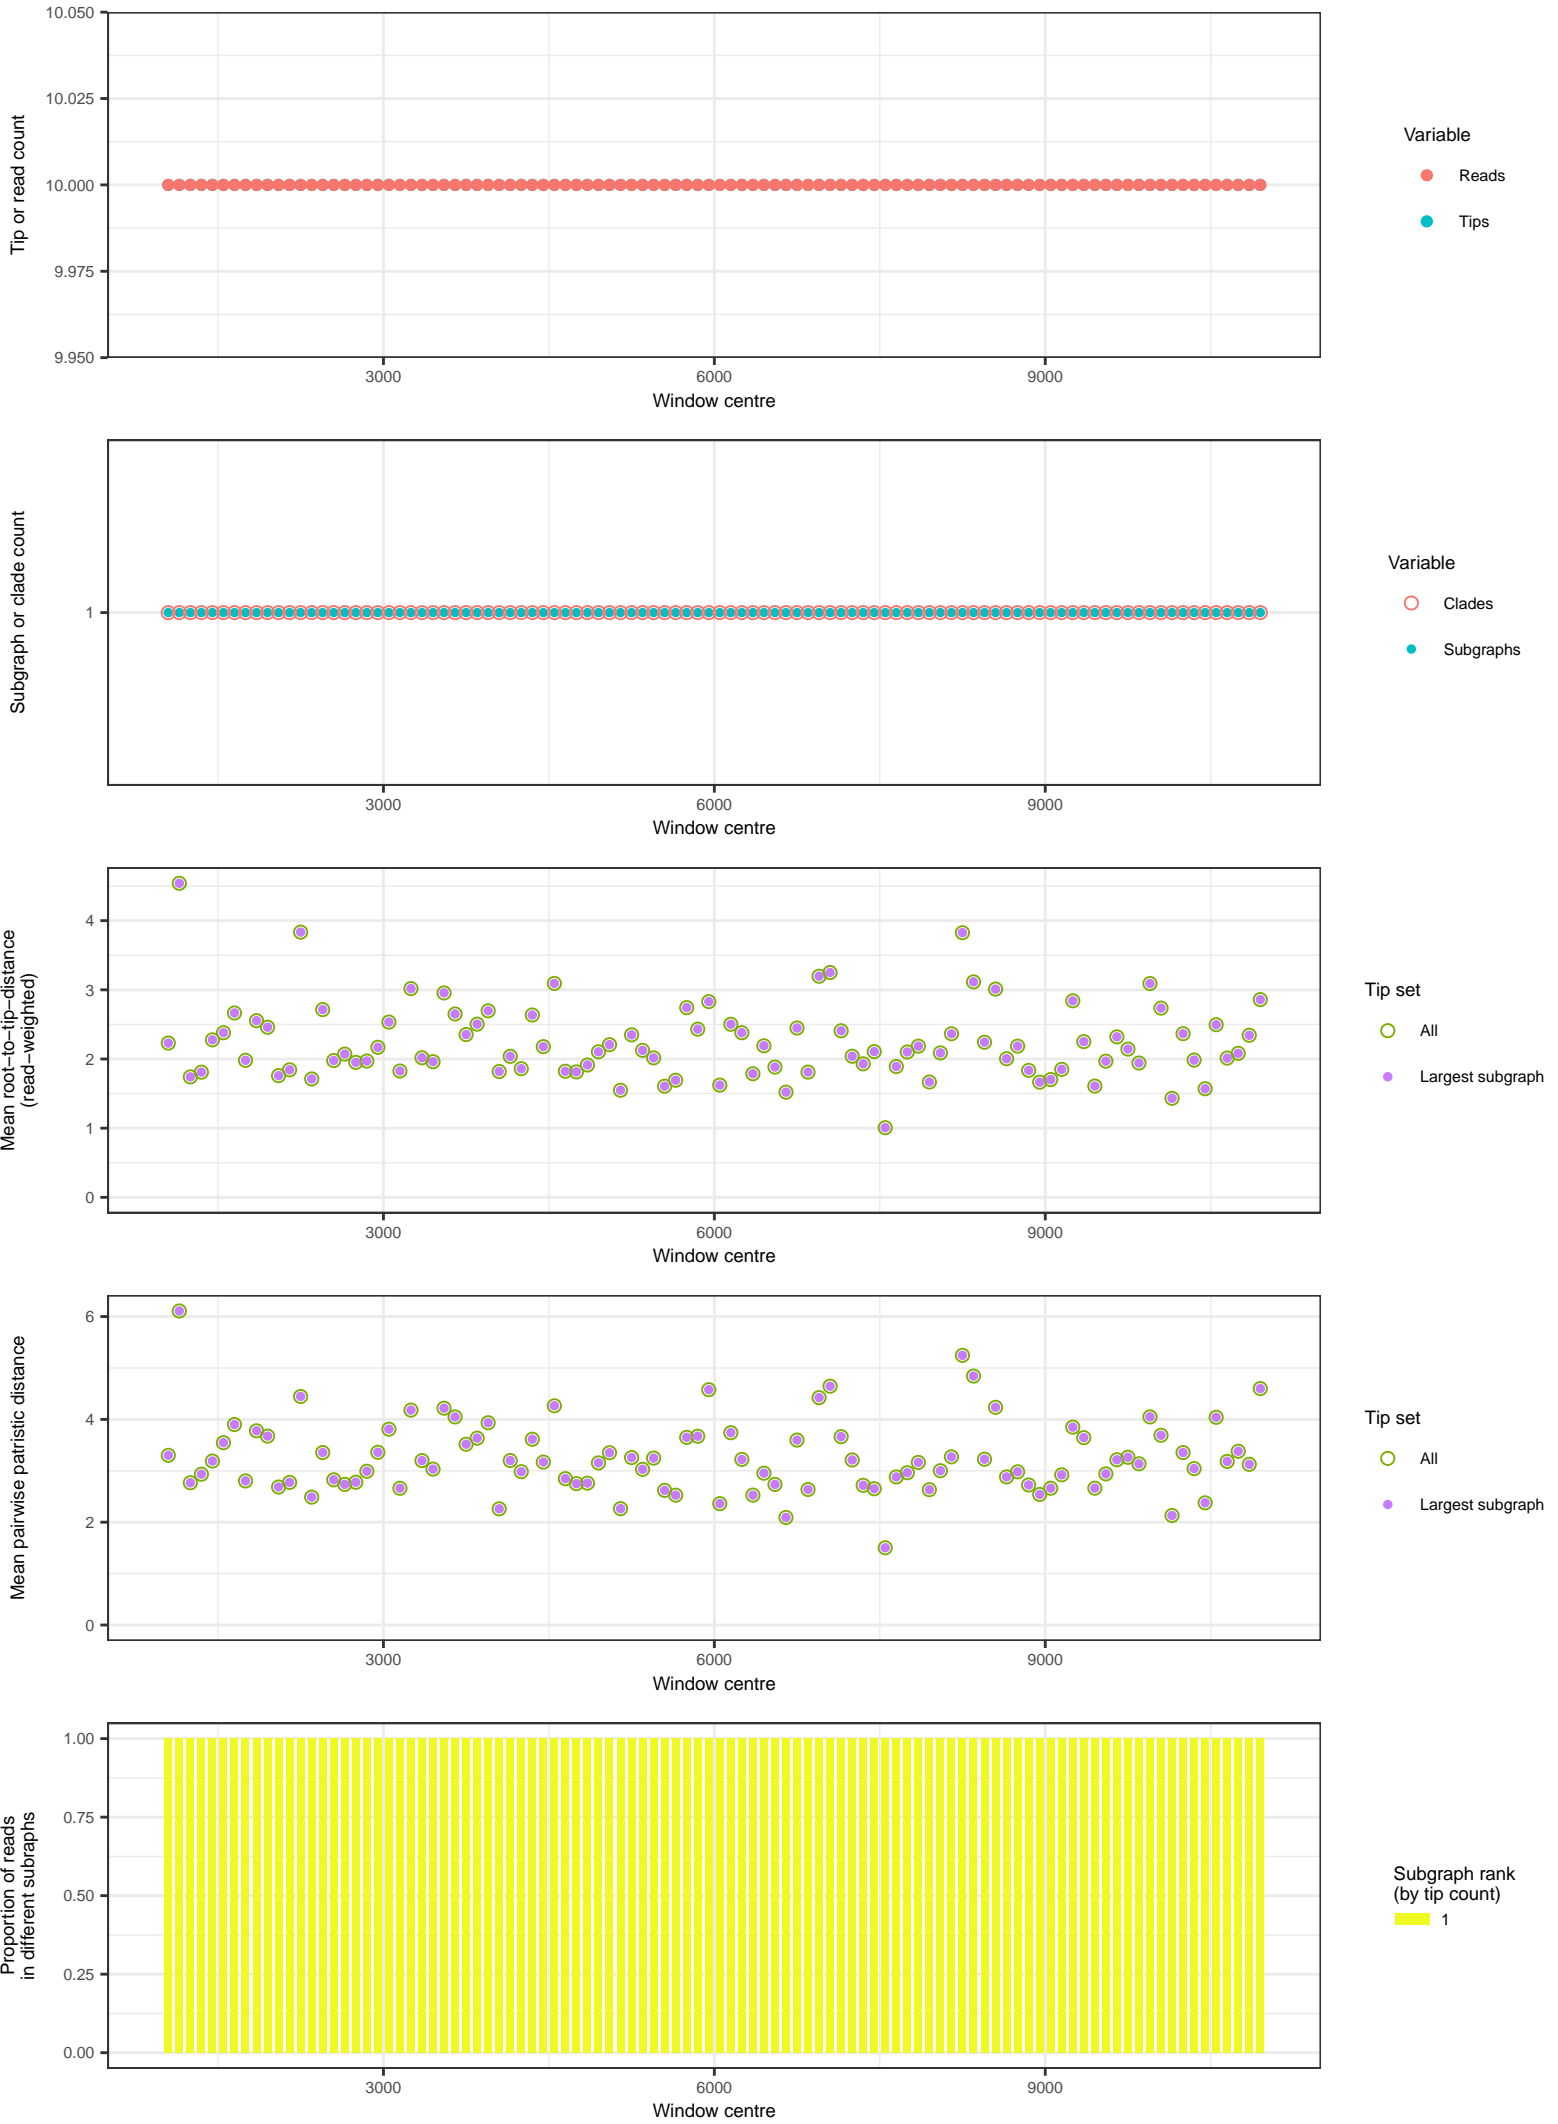 10.050
10.025
10.000
9.975
9.950
Tip or read count
3000 6000 9000
Window centre
Variable
Reads
Tips
1
Subgraph or clade count
3000 6000 9000
Window centre
Variable
Clades
Subgraphs
4
3
2
1
0
Mean root−to−tip−distance
(read−weighted)
3000 6000 9000
Window centre
Tip set
All
Largest subgraph
6
4
2
0
Mean pairwise patristic distance
3000 6000 9000
Window centre
Tip set
All
Largest subgraph
1.00
0.75
0.50
0.25
0.00
Proportion of reads
in different subraphs
3000 6000 9000
Window centre
Subgraph rank
(by tip count)
1